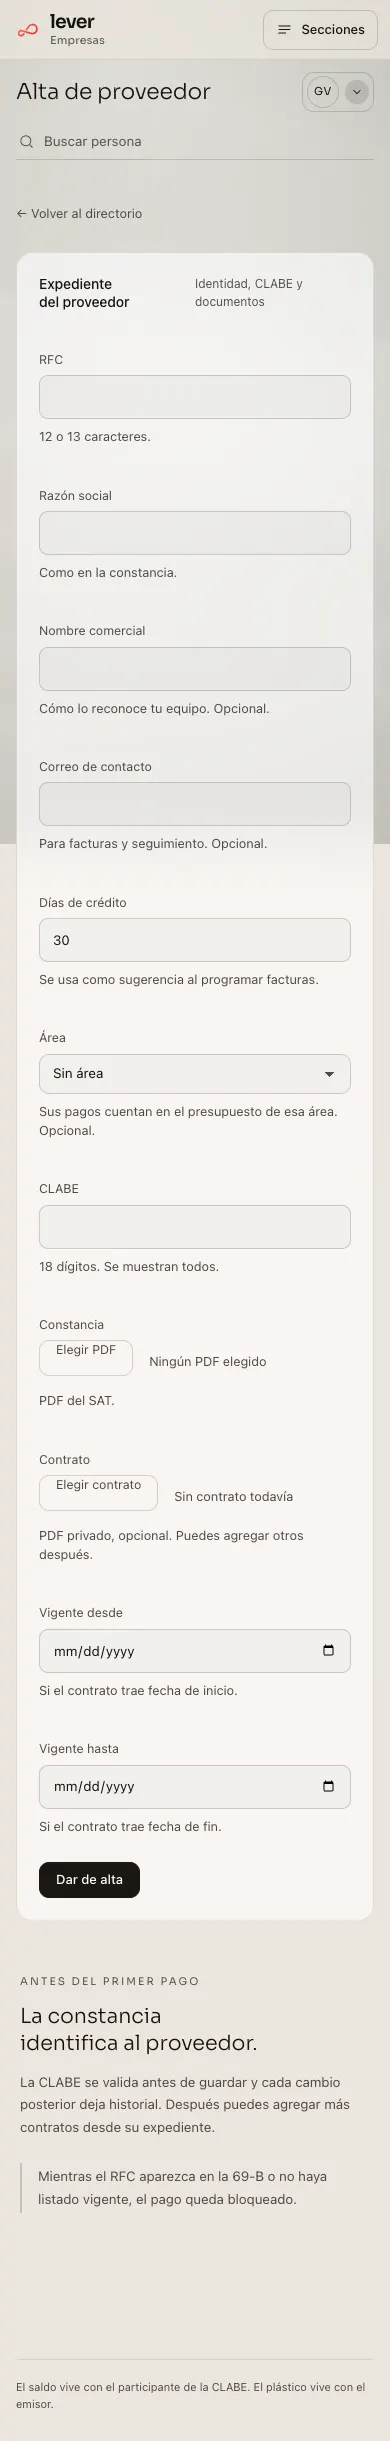 lever
Empresas
Secciones
Alta de proveedor
GV
Buscar persona
← Volver al directorio
Expediente
del proveedor
Identidad, CLABE y
documentos
RFC
12 o 13 caracteres.
Razón social
Como en la constancia.
Nombre comercial
Cómo lo reconoce tu equipo. Opcional.
Correo de contacto
Para facturas y seguimiento. Opcional.
Días de crédito
30
Se usa como sugerencia al programar facturas.
Área
Sin área
Sus pagos cuentan en el presupuesto de esa área.
Opcional.
CLABE
18 dígitos. Se muestran todos.
Constancia
Elegir PDF
Ningún PDF elegido
PDF del SAT.
Contrato
Elegir contrato
Sin contrato todavía
PDF privado, opcional. Puedes agregar otros
después.
Vigente desde
mm/dd/yyyy
Si el contrato trae fecha de inicio.
Vigente hasta
mm/dd/yyyy
Si el contrato trae fecha de fin.
Dar de alta
ANTES DEL PRIMER PAGO
La constancia
identifica al proveedor.
La CLABE se valida antes de guardar y cada cambio
posterior deja historial. Después puedes agregar más
contratos desde su expediente.
Mientras el RFC aparezca en la 69-B o no haya
listado vigente, el pago queda bloqueado.
El saldo vive con el participante de la CLABE. El plástico vive con el
emisor.